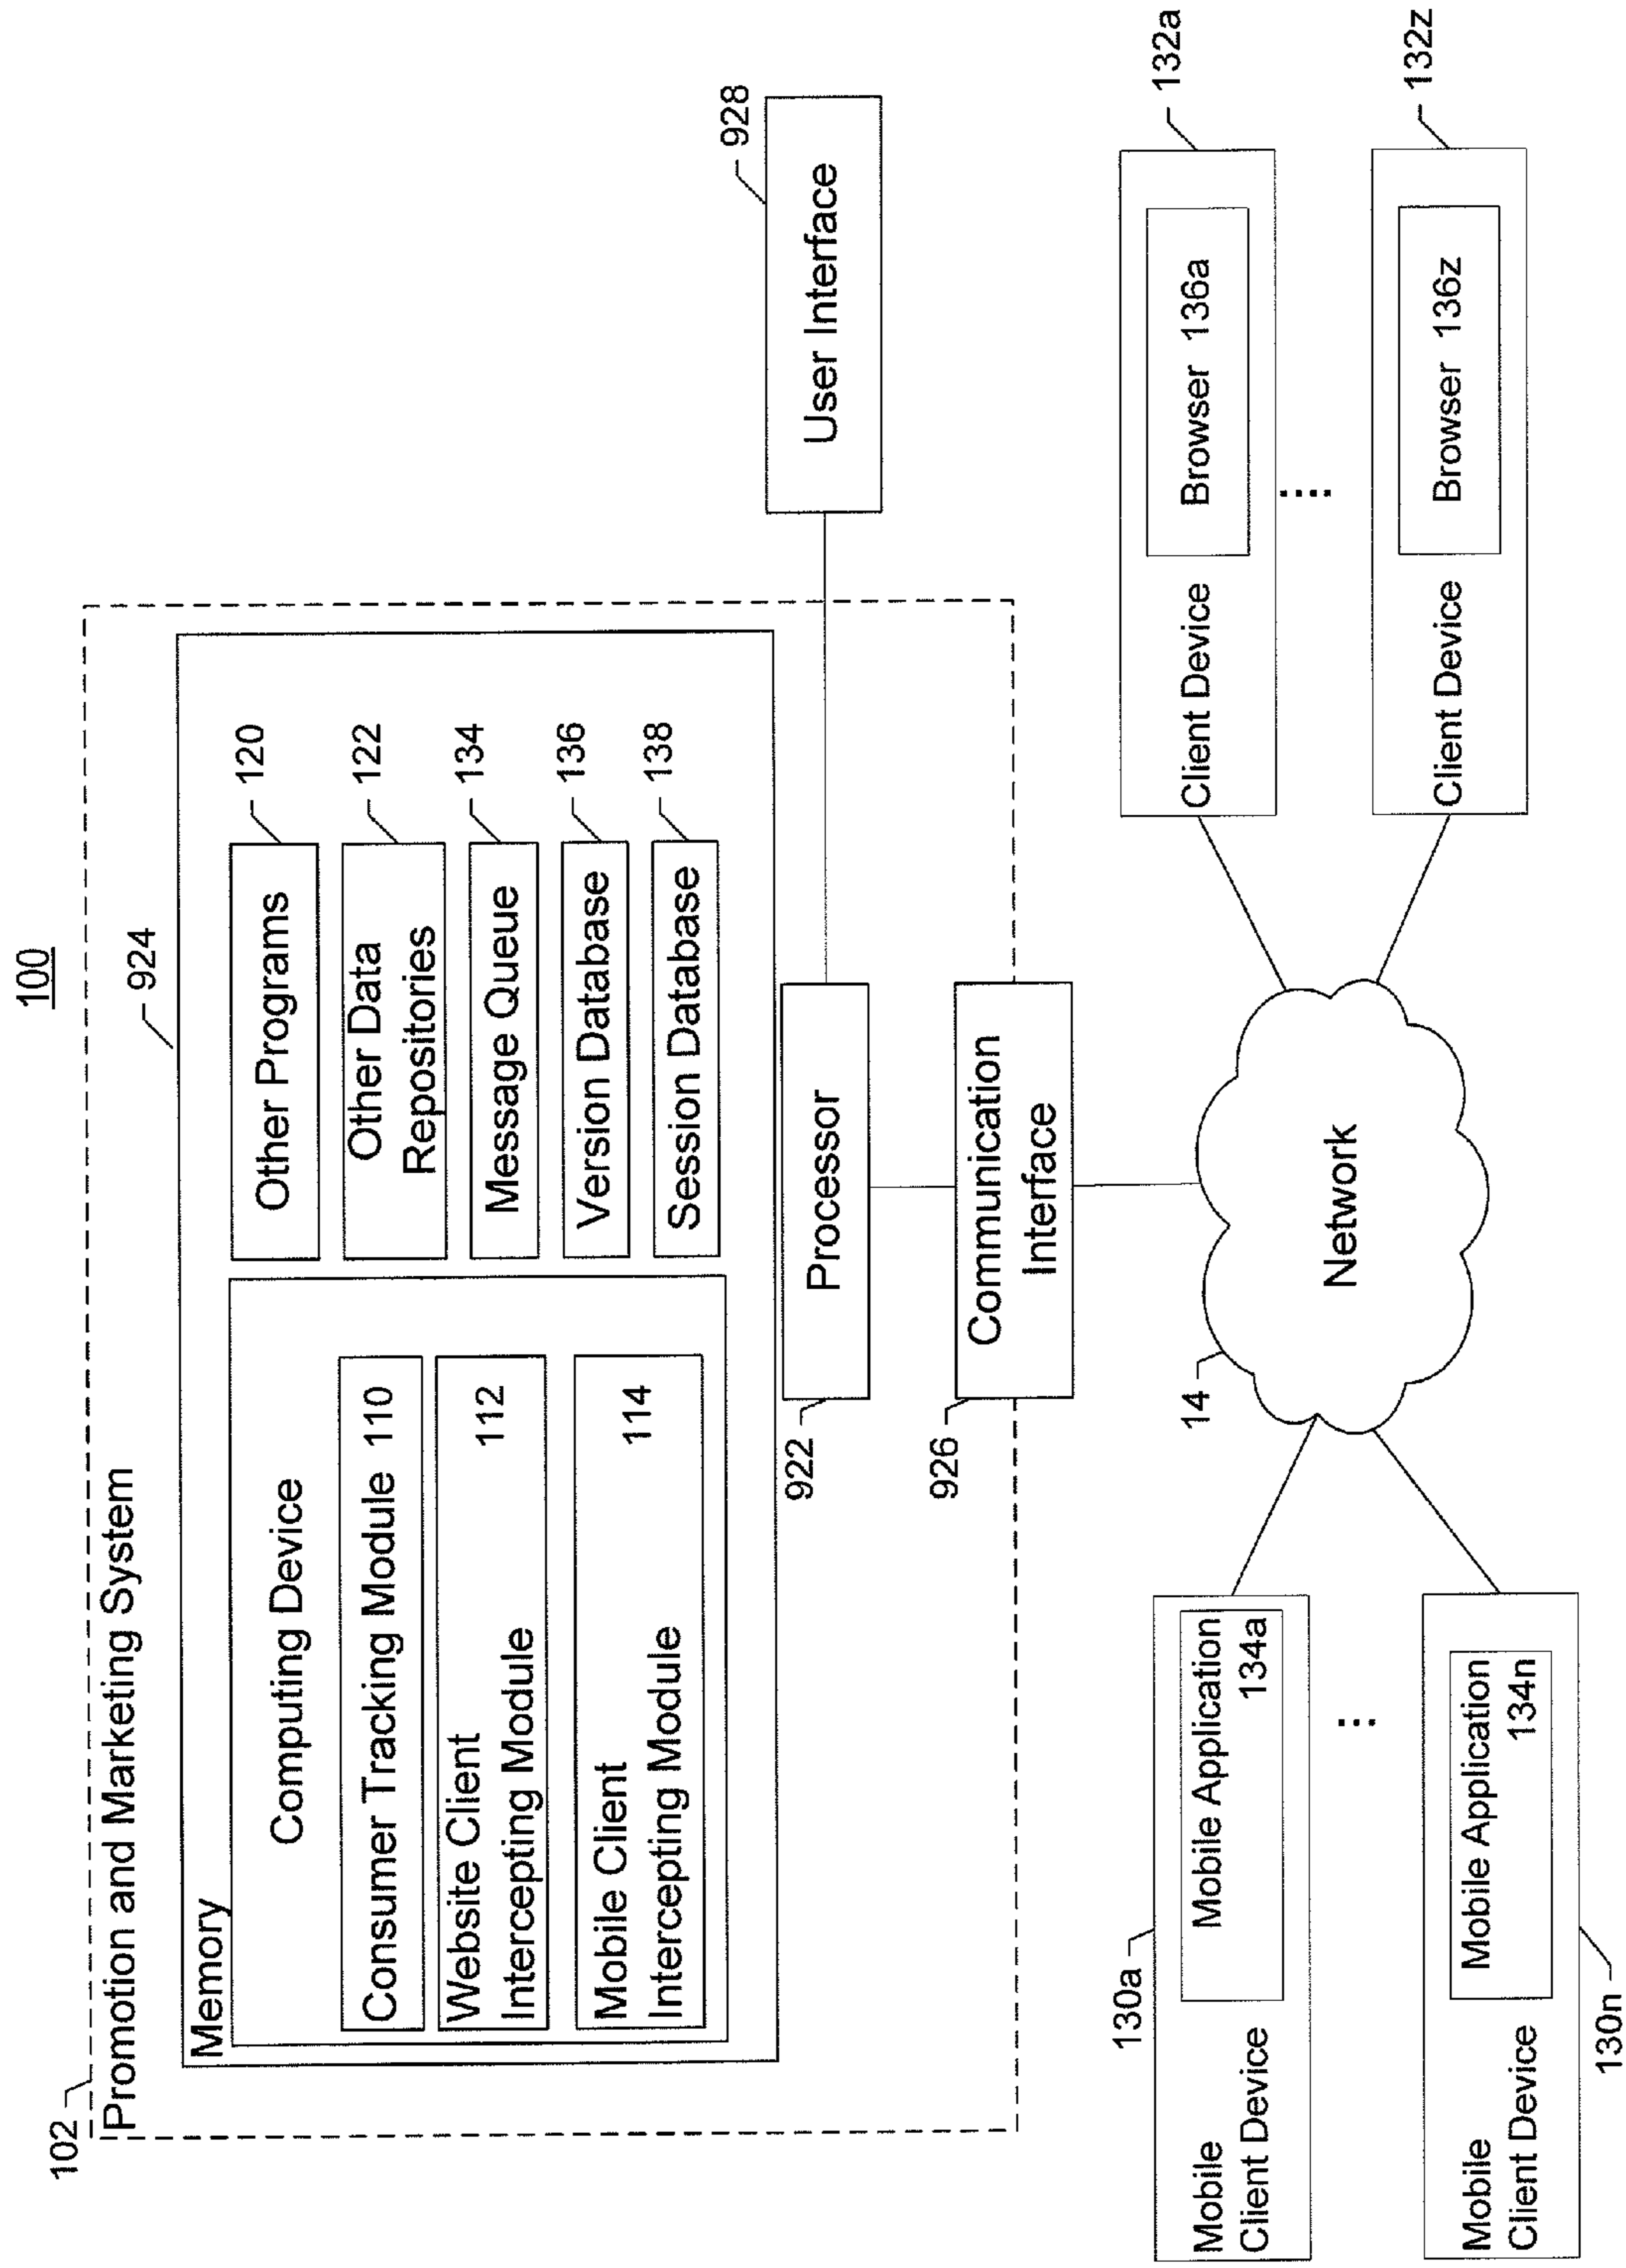 100
102
Promotion and Marketing System
924
Memory
Computing Device
Consumer Tracking Module 110
Website Client
Intercepting Module
112
Mobile Client
Intercepting Module
114
Other Programs
120
Other Data
Repositories
122
Message Queue
134
Version Database
136
Session Database
138
Processor
922
User Interface
928
Communication
Interface
926
Network
14
130a
Mobile
Client Device
Mobile Application
134a
...
Mobile
Client Device
Mobile Application
134n
130n
Client Device
Browser 136a
132a
....
Client Device
Browser 136z
132z